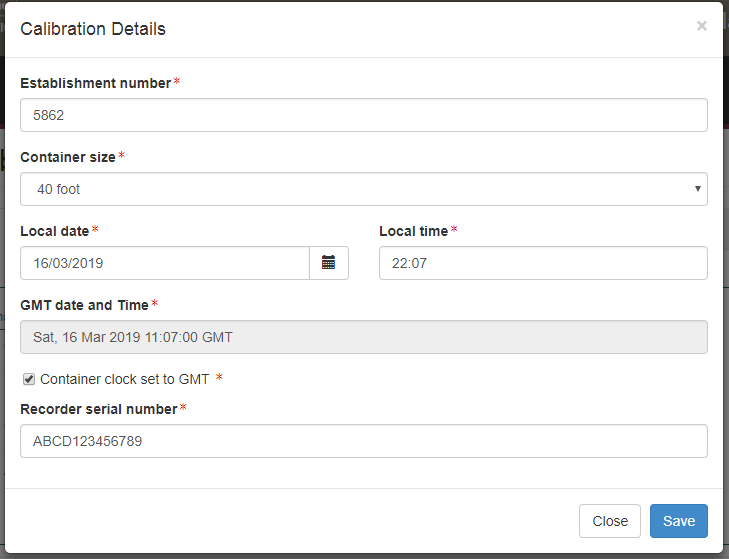 Calibration Details ×
Establishment number*
5862
Container size*
40 foot
Local date* Local time*
16/03/2019 22:07
GMT date and Time*
Sat, 16 Mar 2019 11:07:00 GMT
Container clock set to GMT *
Recorder serial number*
ABCD123456789
Close Save